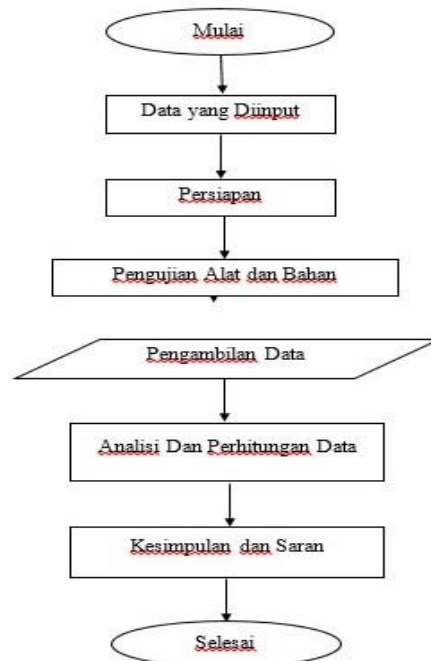 Mulai
Data yang Diinput
Persiapan
Pengujian Alat dan Bahan
Pengambilan Data
Analisi Dan Perhitungan Data
Kesimpulan dan Saran
Selesai